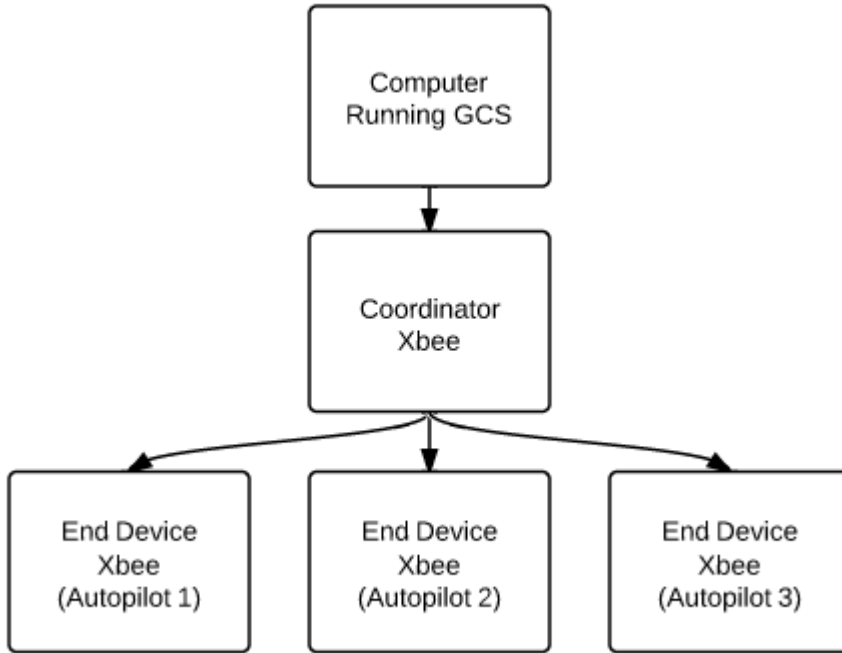 Computer
Running GCS
Coordinator
Xbee
End Device
Xbee
(Autopilot 1)
End Device
Xbee
(Autopilot 2)
End Device
Xbee
(Autopilot 3)